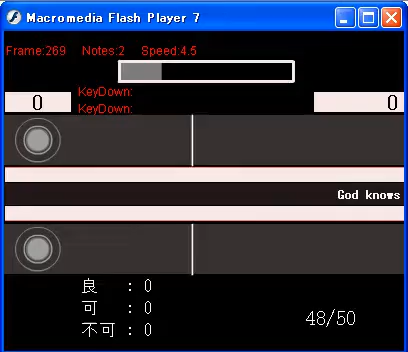 Macromedia Flash Player 7
Frame:269 Notes:2 Speed:4.5
KeyDown:
0 0
KeyDown:
God knows
良 : 0
可 : 0
不可 : 0
48/50